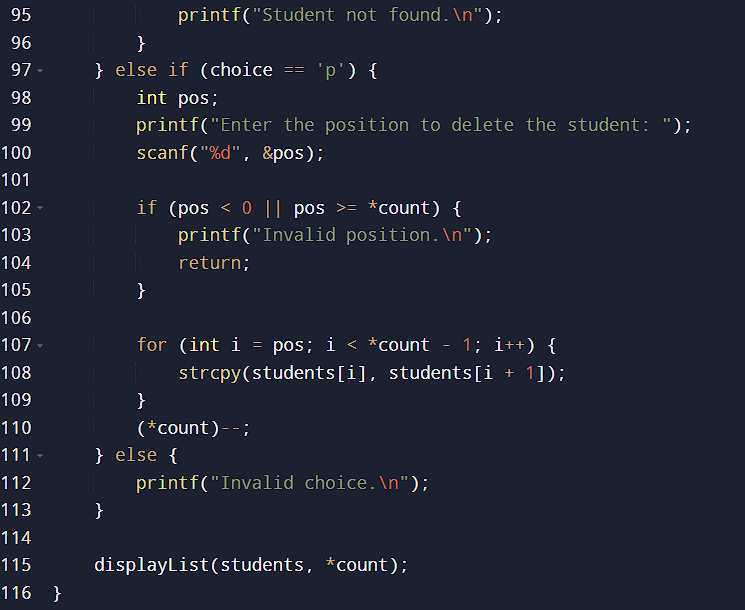 95             printf("Student not found.\n");
96         }
97     } else if (choice == 'p') {
98         int pos;
99         printf("Enter the position to delete the student: ");
100         scanf("%d", &pos);
101
102         if (pos < 0 || pos >= *count) {
103             printf("Invalid position.\n");
104             return;
105         }
106
107         for (int i = pos; i < *count - 1; i++) {
108             strcpy(students[i], students[i + 1]);
109         }
110         (*count)--;
111     } else {
112         printf("Invalid choice.\n");
113     }
114
115     displayList(students, *count);
116 }